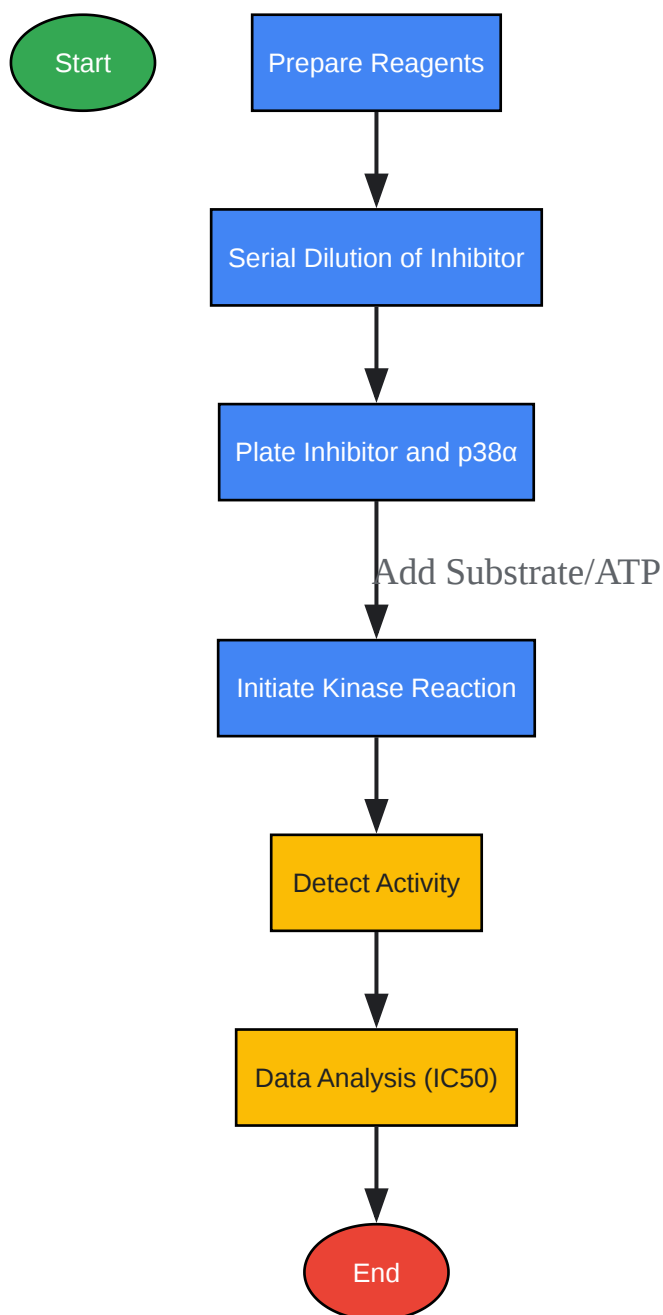 Start
Prepare Reagents
Serial Dilution of Inhibitor
Plate Inhibitor and p38α
Add Substrate/ATP
Initiate Kinase Reaction
Detect Activity
Data Analysis (IC50)
End